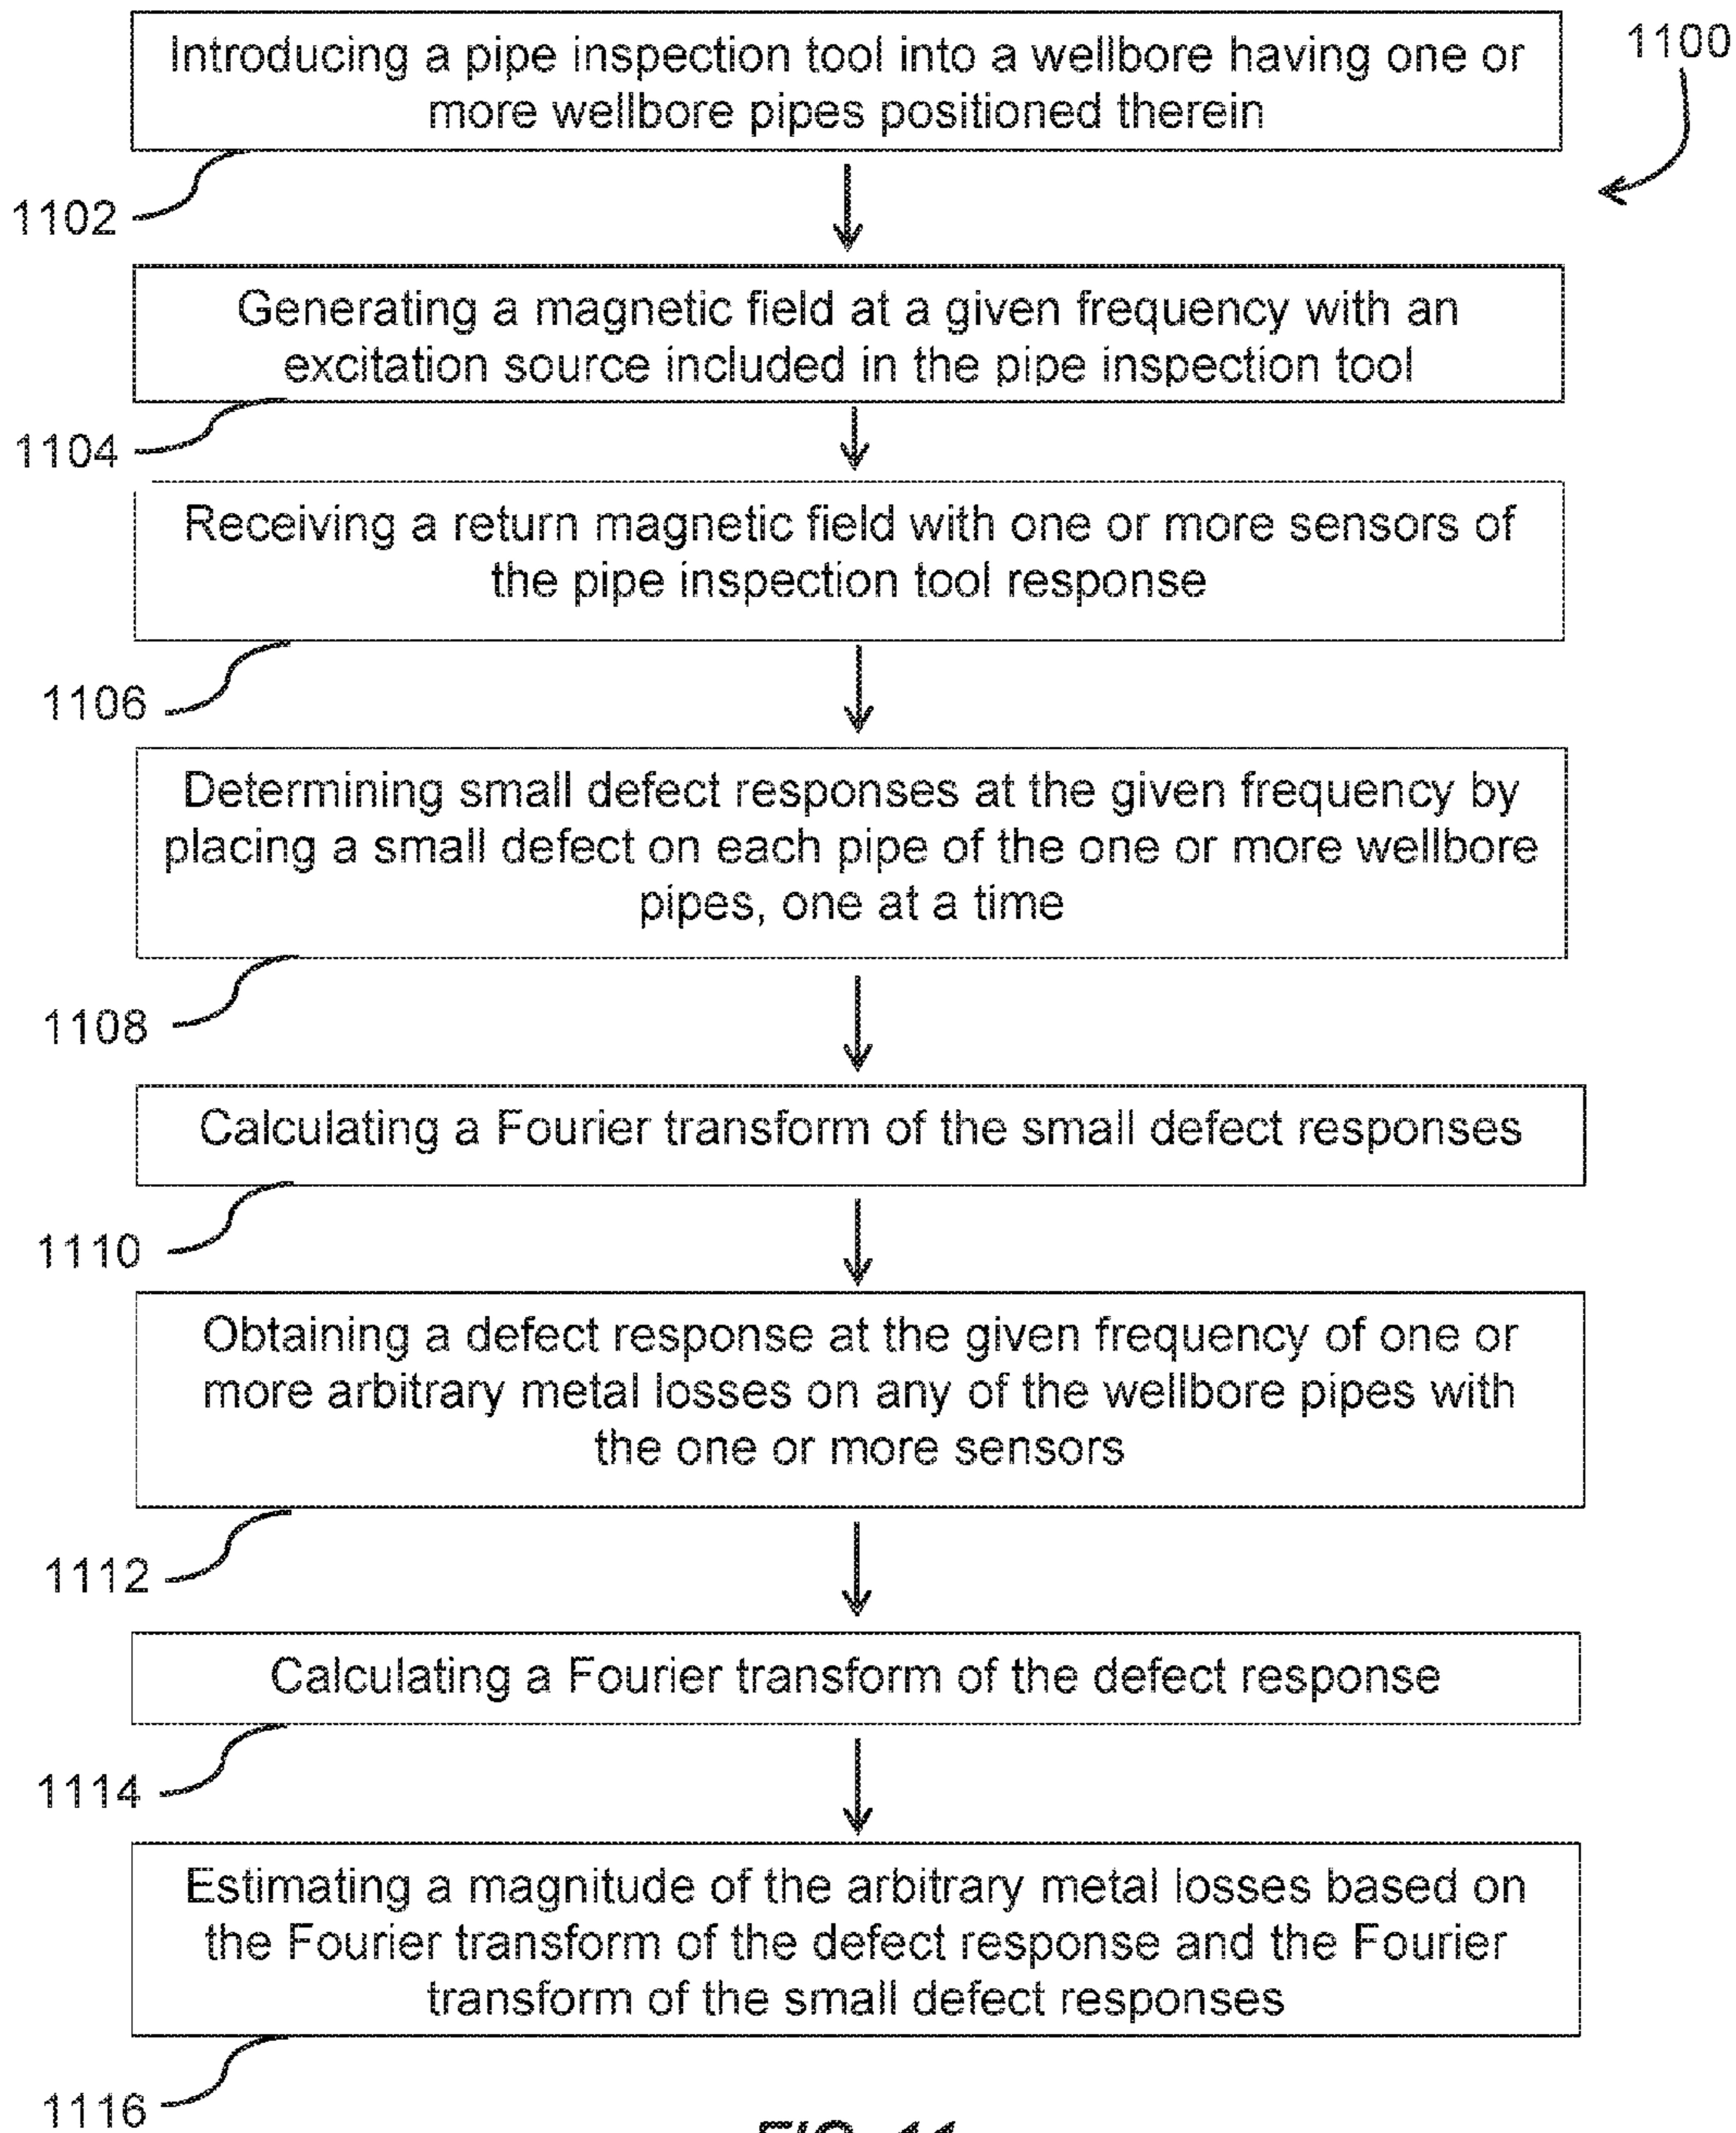 Introducing a pipe inspection tool into a wellbore having one or
more wellbore pipes positioned therein
1100
1102
Generating a magnetic field at a given frequency with an
excitation source included in the pipe inspection tool
1104
Receiving a return magnetic field with one or more sensors of
the pipe inspection tool response
1106
Determining small defect responses at the given frequency by
placing a small defect on each pipe of the one or more wellbore
pipes, one at a time
1108
Calculating a Fourier transform of the small defect responses
1110
Obtaining a defect response at the given frequency of one or
more arbitrary metal losses on any of the wellbore pipes with
the one or more sensors
1112
Calculating a Fourier transform of the defect response
1114
Estimating a magnitude of the arbitrary metal losses based on
the Fourier transform of the defect response and the Fourier
transform of the small defect responses
1116
FIG. 11